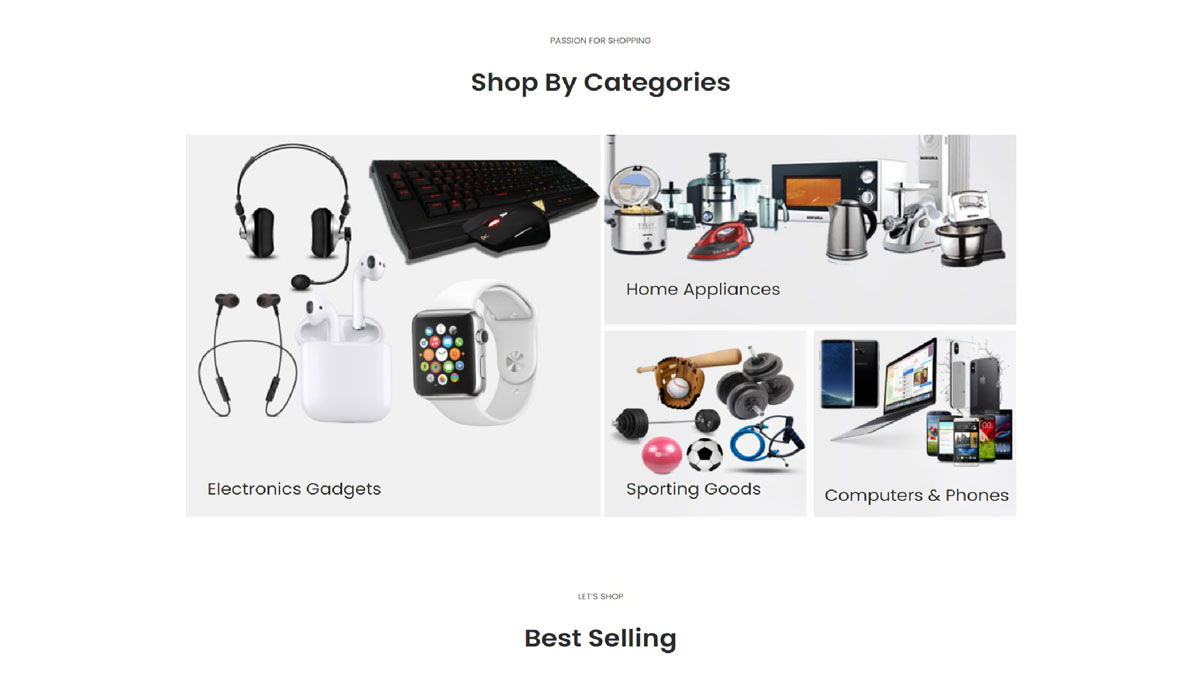 PASSION FOR SHOPPING
Shop By Categories
Home Appliances
Electronics Gadgets
Sporting Goods
Computers & Phones
LET'S SHOP
Best Selling